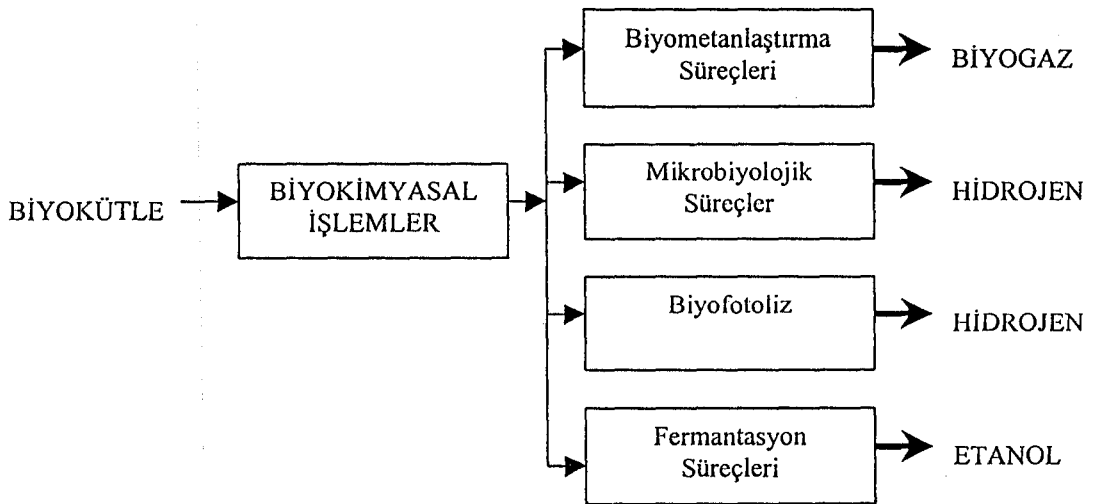 Biyometanlaştırma
Süreçleri
BİYOGAZ
Mikrobiyolojik
Süreçler
HİDROJEN
BİYOKÜTLE
BİYOKİMYASAL
İŞLEMLER
Biyofotoliz
HİDROJEN
Fermantasyon
Süreçleri
ETANOL